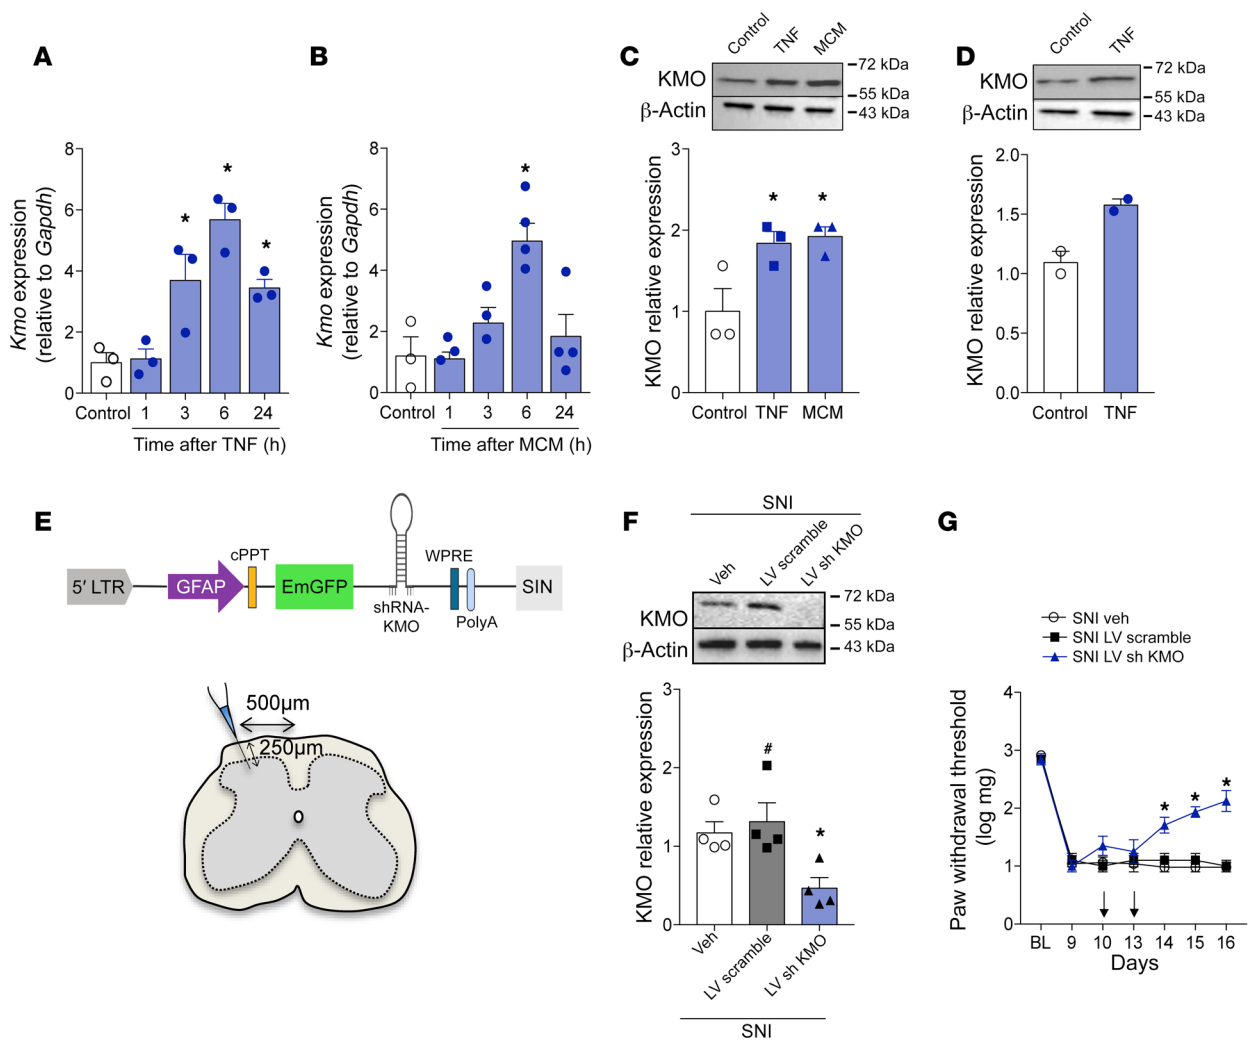 A
Kmo expression
(relative to Gapdh)
8
6
4
2
0
*
*
*
Control
1
3
6
24
Time after TNF (h)
B
Kmo expression
(relative to Gapdh)
8
6
4
2
0
*
Control
1
3
6
24
Time after MCM (h)
C
Control
TNF
MCM
KMO
β-Actin
72 kDa
55 kDa
43 kDa
KMO relative expression
3
2
1
0
*
*
Control
TNF
MCM
D
Control
TNF
KMO
β-Actin
72 kDa
55 kDa
43 kDa
KMO relative expression
2.0
1.5
1.0
0.5
0.0
Control
TNF
E
5′ LTR
GFAP
cPPT
EmGFP
shRNA-
KMO
WPRE
PolyA
SIN
500µm
250µm
F
SNI
Veh
LV scramble
LV sh KMO
KMO
β-Actin
72 kDa
55 kDa
43 kDa
KMO relative expression
3
2
1
0
#
*
Veh
LV scramble
LV sh KMO
SNI
G
SNI veh
SNI LV scramble
SNI LV sh KMO
Paw withdrawal threshold
(log mg)
4
3
2
1
0
*
*
*
BL
9
10
13
14
15
16
Days